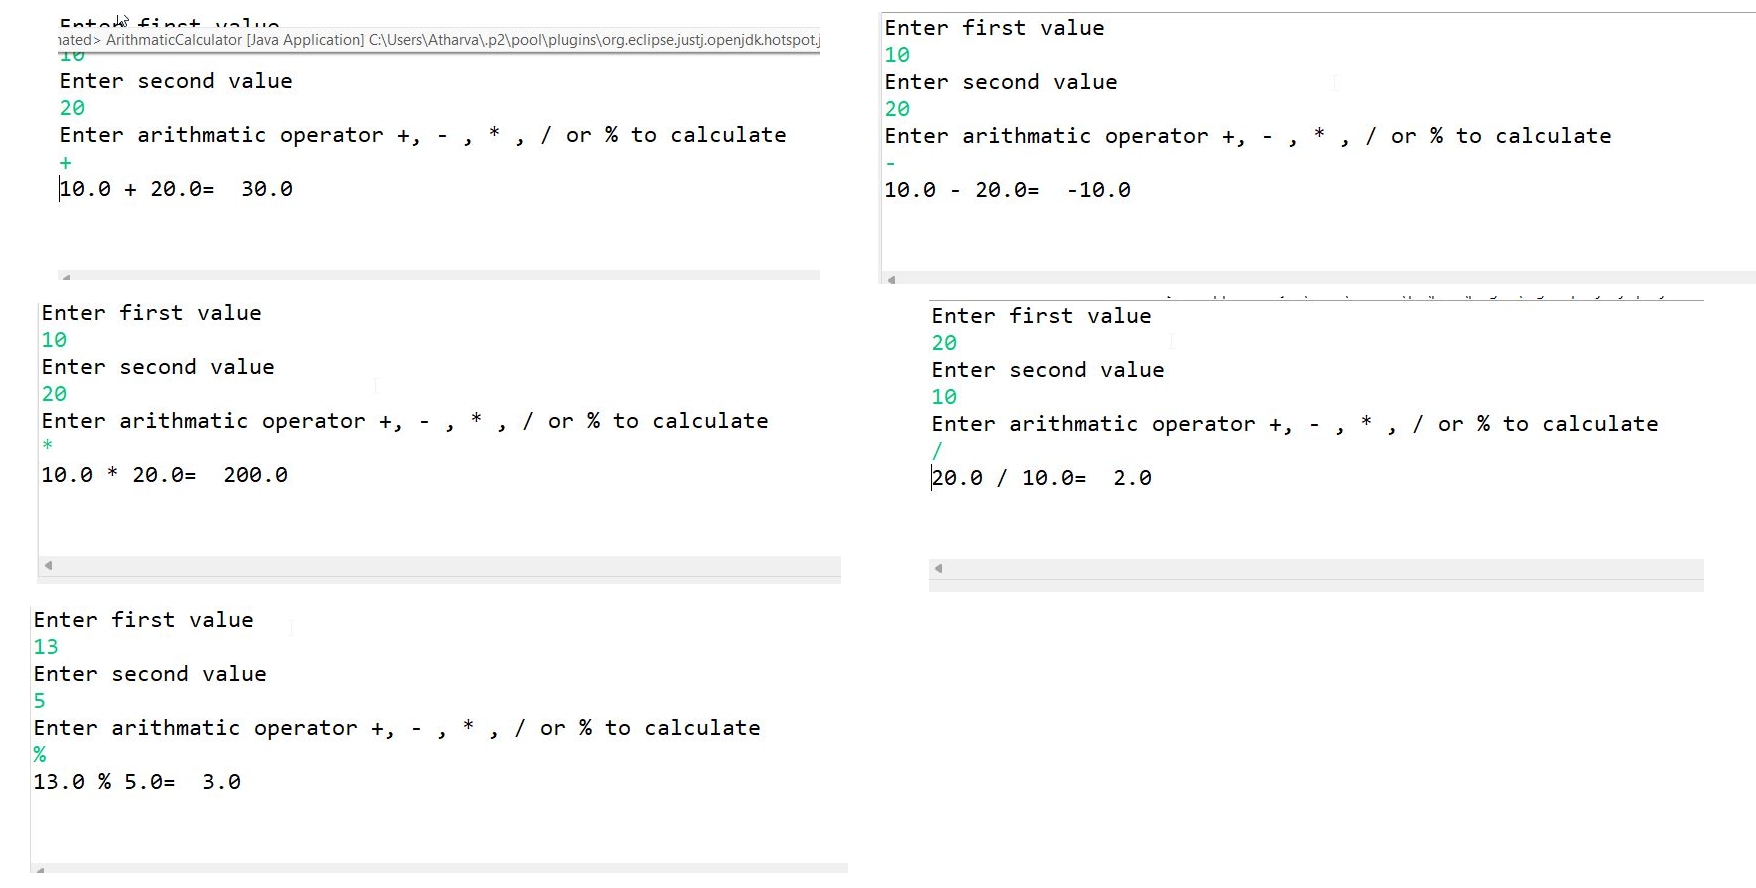 Enter first value
nated> ArithmaticCalculator [Java Application] C:\Users\Atharva\.p2\pool\plugins\org.eclipse.justj.openjdk.hotspot.j
10
Enter second value
20
Enter arithmatic operator +, - , * , / or % to calculate
+
10.0 + 20.0=  30.0
Enter first value
10
Enter second value
20
Enter arithmatic operator +, - , * , / or % to calculate
-
10.0 - 20.0=  -10.0
Enter first value
10
Enter second value
20
Enter arithmatic operator +, - , * , / or % to calculate
*
10.0 * 20.0=  200.0
Enter first value
20
Enter second value
10
Enter arithmatic operator +, - , * , / or % to calculate
/
20.0 / 10.0=  2.0
Enter first value
13
Enter second value
5
Enter arithmatic operator +, - , * , / or % to calculate
%
13.0 % 5.0=  3.0